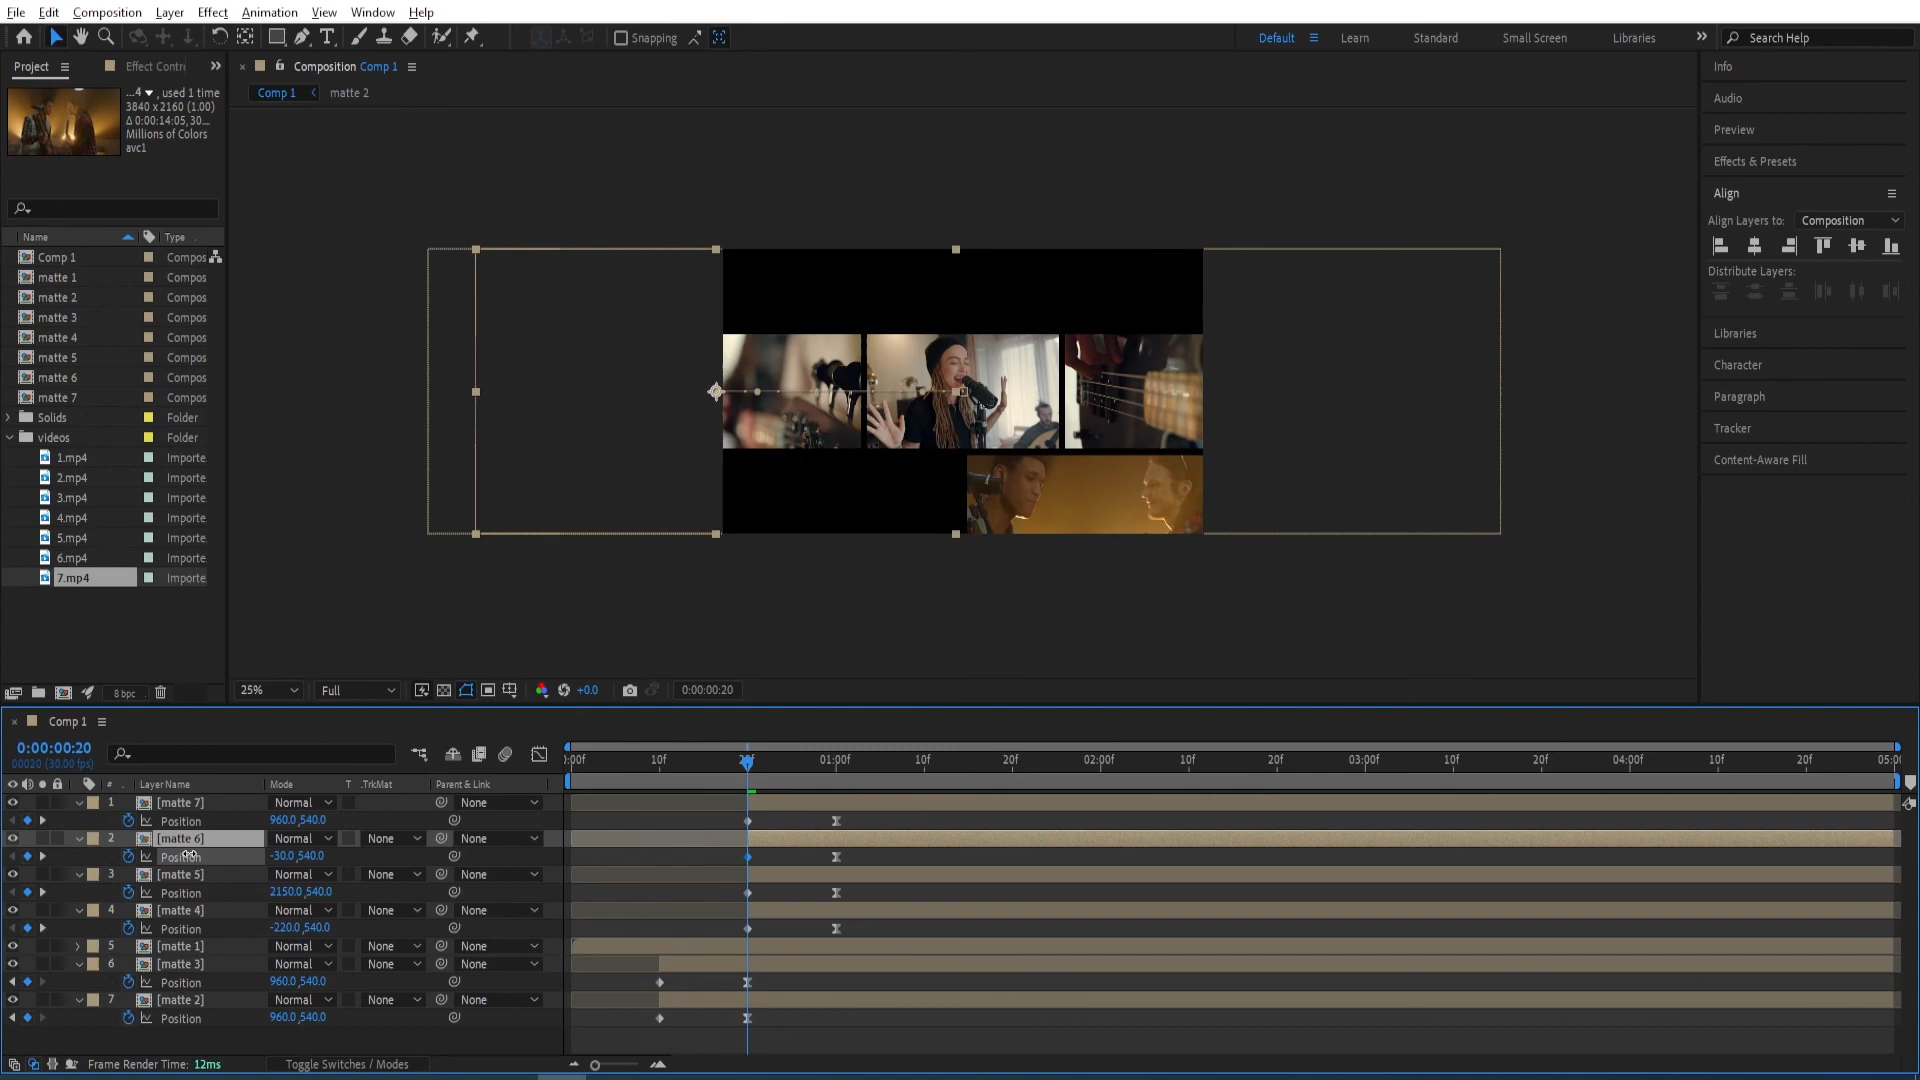 File Edit Composition Layer Effect Animation View Window Help
Snapping Default Learn Standard Small Screen Libraries Search Help
Project Effect Contr Composition Comp 1 Info
Comp 1 matte 2
...4 , used 1 time
3840 x 2160 (1.00)
Δ 0:00:14:05, 30...
Millions of Colors
avc1
Audio
Preview
Effects & Presets
Align
Align Layers to: Composition
Distribute Layers:
Libraries
Character
Paragraph
Tracker
Content-Aware Fill
Name Type
Comp 1 Compos
matte 1 Compos
matte 2 Compos
matte 3 Compos
matte 4 Compos
matte 5 Compos
matte 6 Compos
matte 7 Compos
Solids Folder
videos Folder
1.mp4 Importe
2.mp4 Importe
3.mp4 Importe
4.mp4 Importe
5.mp4 Importe
6.mp4 Importe
7.mp4 Importe
8 bpc 25% Full +0.0 0:00:00:20
Comp 1
0:00:00:20
00020 (30.00 fps)
:00f 10f 20f 01:00f 10f 20f 02:00f 10f 20f 03:00f 10f 20f 04:00f 10f 20f 05:00
# Layer Name Mode T .TrkMat Parent & Link
1 [matte 7] Normal None
Position 960.0,540.0
2 [matte 6] Normal None None
Position -30.0,540.0
3 [matte 5] Normal None None
Position 2150.0,540.0
4 [matte 4] Normal None None
Position -220.0,540.0
5 [matte 1] Normal None None
6 [matte 3] Normal None None
Position 960.0,540.0
7 [matte 2] Normal None None
Position 960.0,540.0
Frame Render Time: 12ms Toggle Switches / Modes